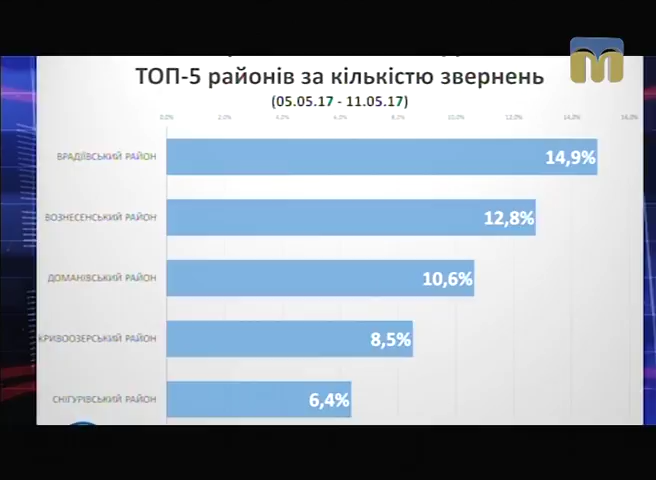 ТОП-5 районів за кількістю звернень
(05.05.17 - 11.05.17)
0,0% 2,0% 4,0% 6,0% 8,0% 10,0% 12,0% 14,0% 16,0%
ВРАДІЇВСЬКИЙ РАЙОН 14,9%
ВОЗНЕСЕНСЬКИЙ РАЙОН 12,8%
ДОМАНІВСЬКИЙ РАЙОН 10,6%
КРИВООЗЕРСЬКИЙ РАЙОН 8,5%
СНІГУРІВСЬКИЙ РАЙОН 6,4%